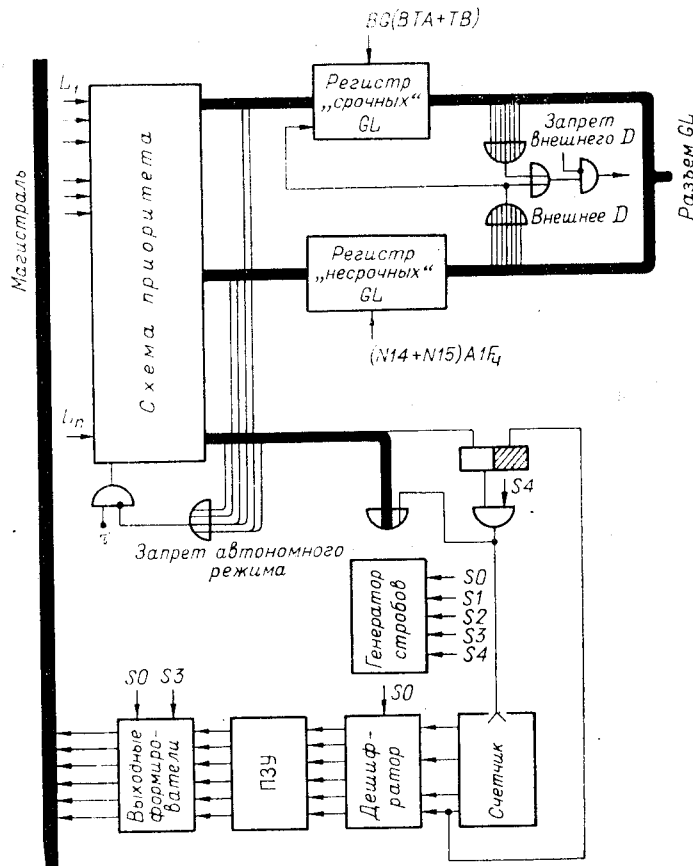 BG(BTA+TB)
L1
Регистр
„срочных“
GL
Запрет
внешнего D
Внешнее D
Разъем GL
Магистраль
Схема приоритета
Регистр
„несрочных“
GL
(N14+N15)A1F4
Ln
S4
τ
Запрет автономного
режима
Генератор
стробов
S0
S1
S2
S3
S4
S0
S3
S0
Выходные
формиро-
ватели
ПЗУ
Дешиф-
ратор
Счетчик